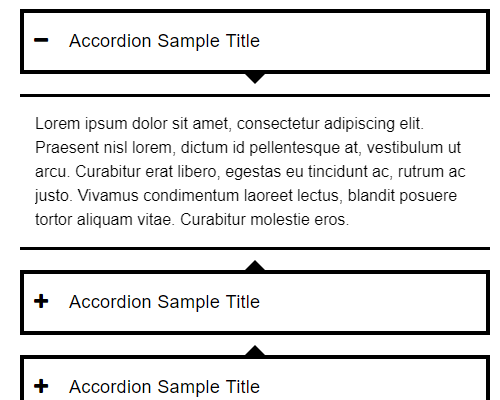 Accordion Sample Title
Lorem ipsum dolor sit amet, consectetur adipiscing elit.
Praesent nisl lorem, dictum id pellentesque at, vestibulum ut
arcu. Curabitur erat libero, egestas eu tincidunt ac, rutrum ac
justo. Vivamus condimentum laoreet lectus, blandit posuere
tortor aliquam vitae. Curabitur molestie eros.
Accordion Sample Title
Accordion Sample Title